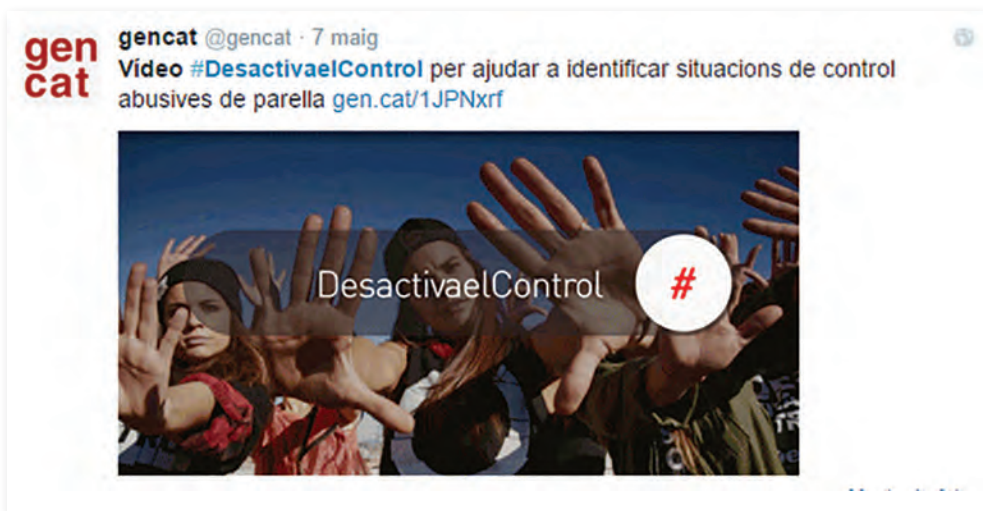 gen
cat
gencat @gencat · 7 maig
Vídeo #DesactivaelControl per ajudar a identificar situacions de control
abusives de parella gen.cat/1JPNxrf
DesactivaelControl #